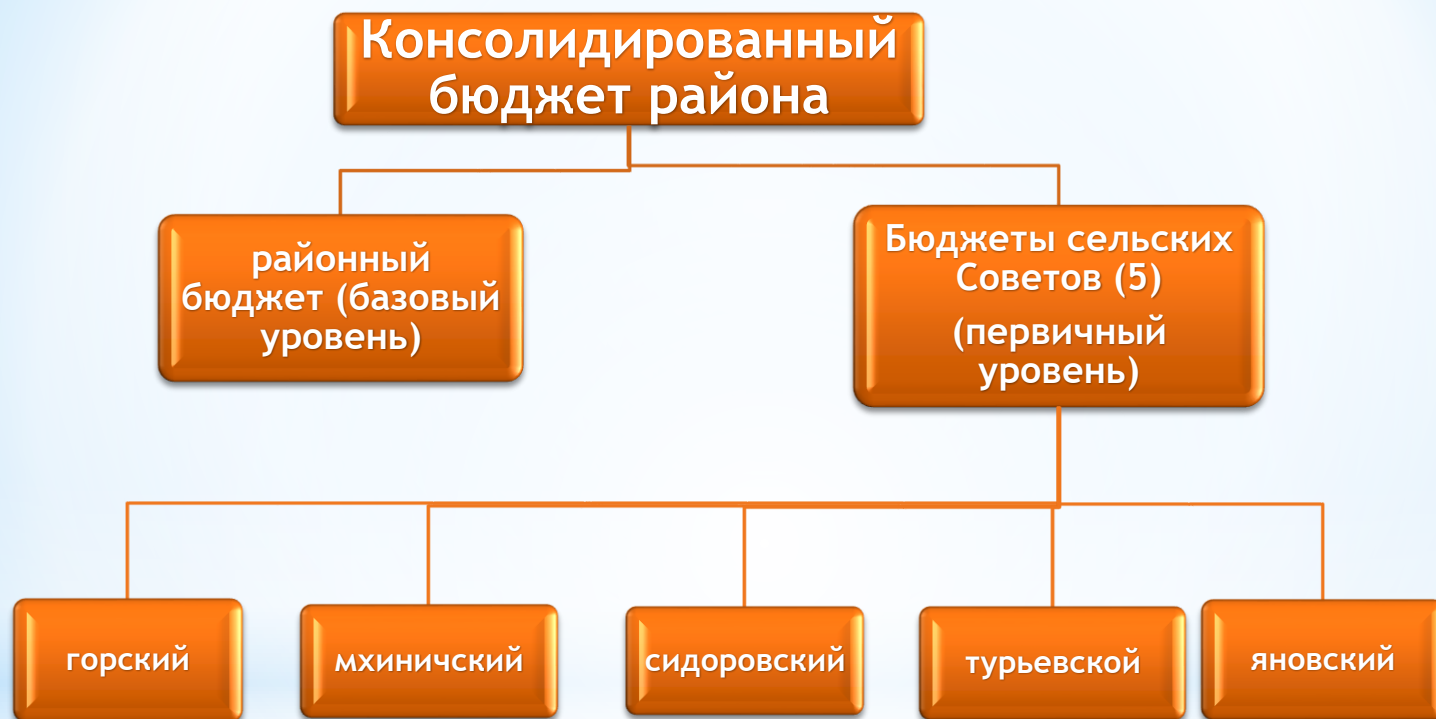 Консолидированный
бюджет района
районный
бюджет (базовый
уровень)
Бюджеты сельских
Советов (5)
(первичный
уровень)
горский
мхиничский
сидоровский
турьевской
яновский